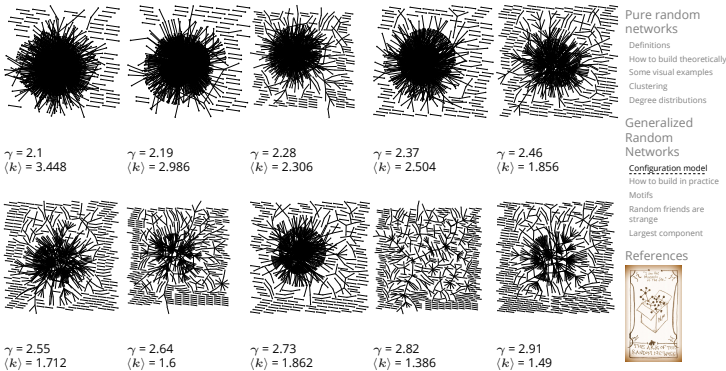 γ = 2.1
⟨k⟩ = 3.448
γ = 2.19
⟨k⟩ = 2.986
γ = 2.28
⟨k⟩ = 2.306
γ = 2.37
⟨k⟩ = 2.504
γ = 2.46
⟨k⟩ = 1.856
γ = 2.55
⟨k⟩ = 1.712
γ = 2.64
⟨k⟩ = 1.6
γ = 2.73
⟨k⟩ = 1.862
γ = 2.82
⟨k⟩ = 1.386
γ = 2.91
⟨k⟩ = 1.49
Pure random
networks
Definitions
How to build theoretically
Some visual examples
Clustering
Degree distributions
Generalized
Random
Networks
Configuration model
How to build in practice
Motifs
Random friends are
strange
Largest component
References